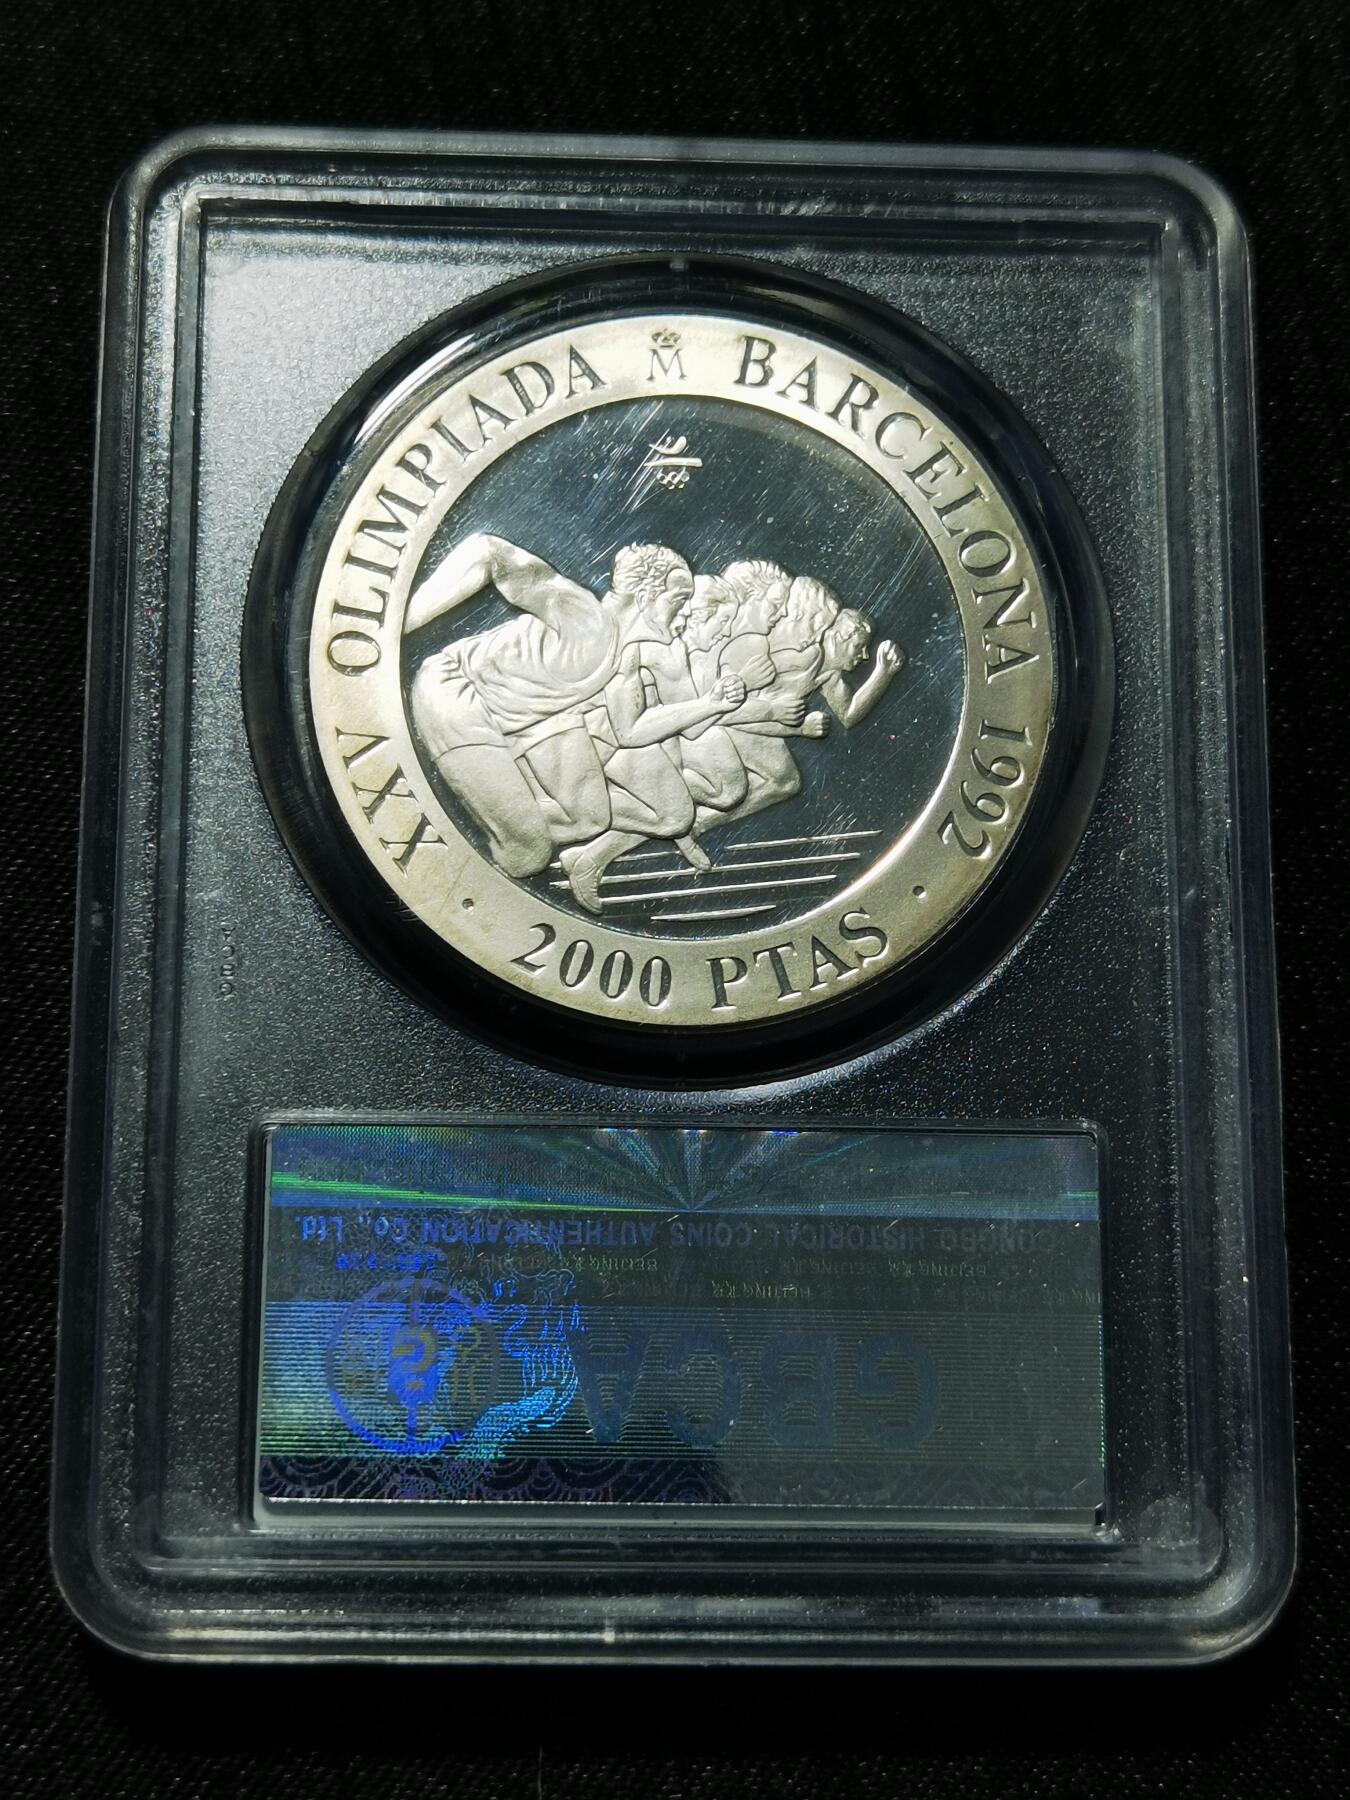 XXV OLIMPIADA M BARCELONA 1992
· 2000 PTAS ·
GBCA
GONGBO HISTORICAL COINS AUTHENTICATION Co., Ltd.